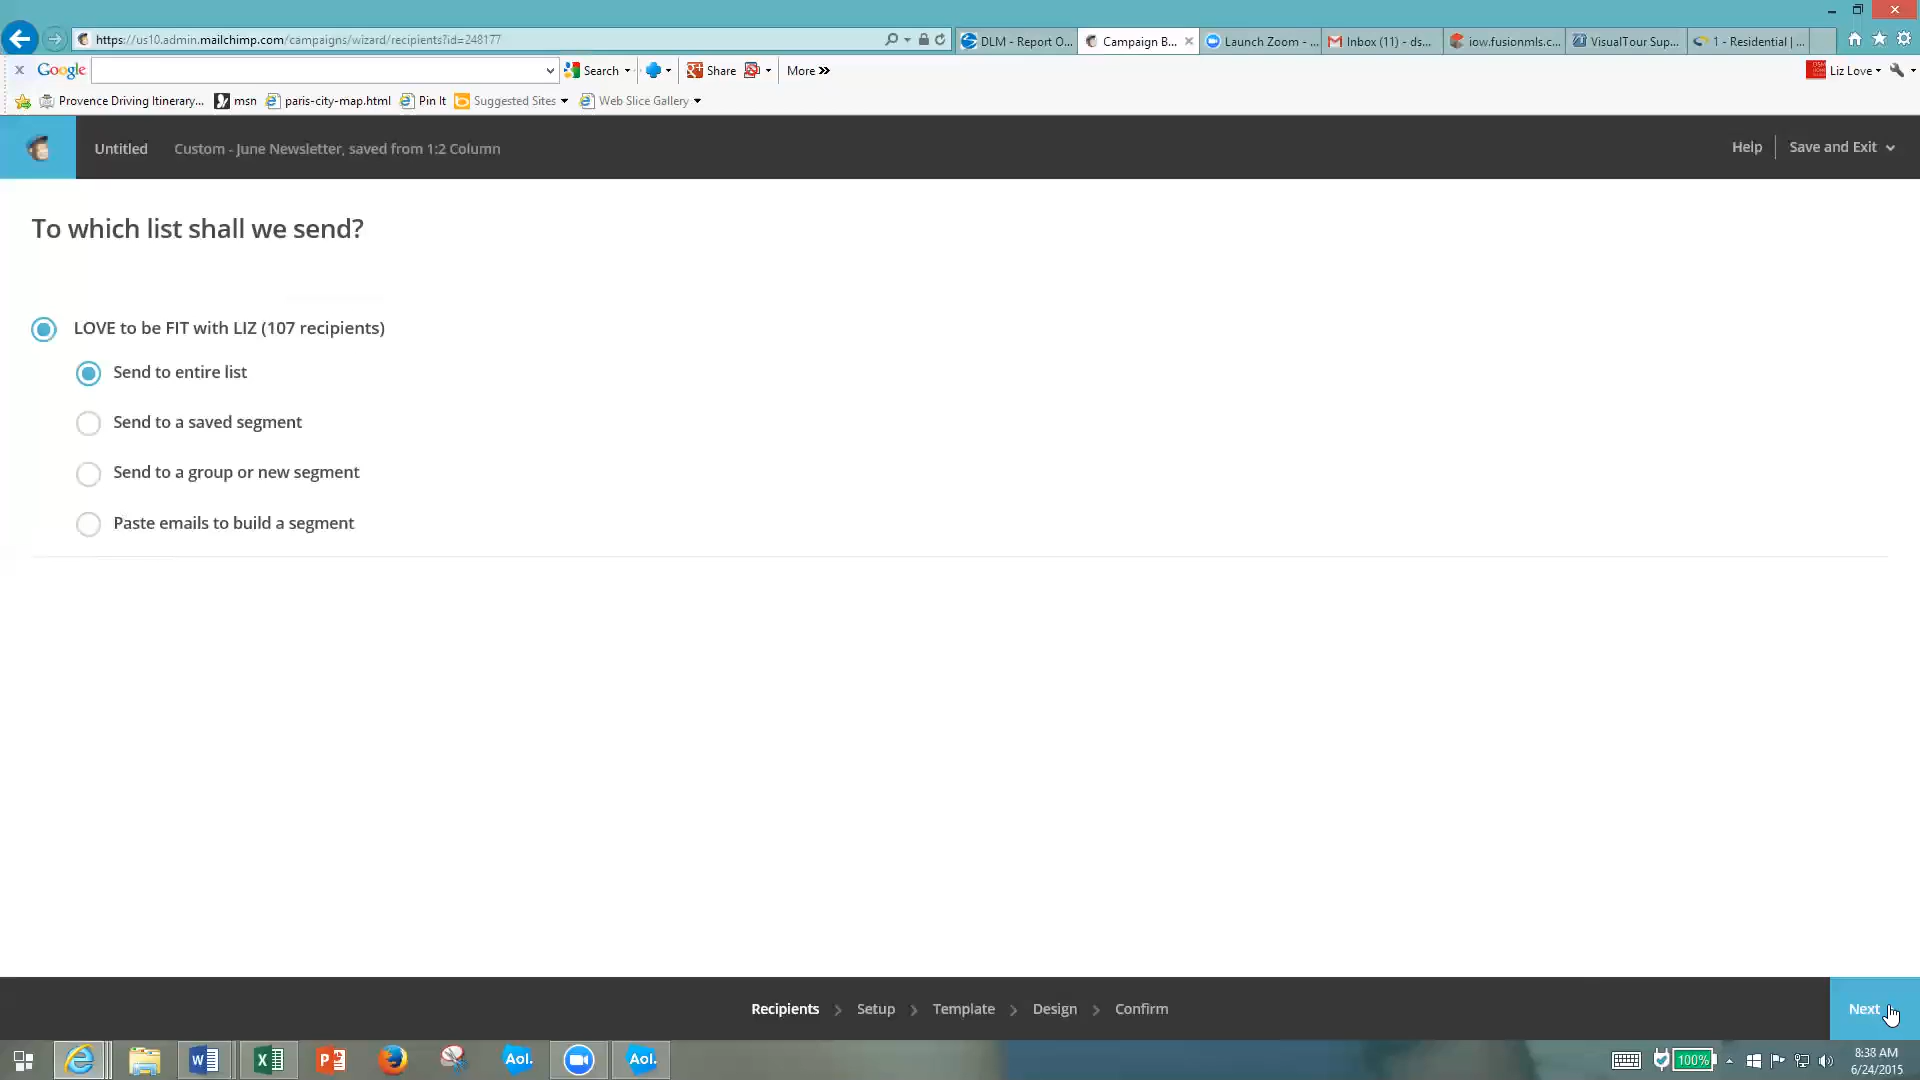 https://us10.admin.mailchimp.com/campaigns/wizard/recipients?id=248177
DLM - Report O...
Campaign B...
Launch Zoom - ...
Inbox (11) - ds...
iow.fusionmls.c...
VisualTour Sup...
1 - Residential | ...
Google
Search
Share
More
Liz Love
Provence Driving Itinerary...
msn
paris-city-map.html
Pin It
Suggested Sites
Web Slice Gallery
Untitled
Custom - June Newsletter, saved from 1:2 Column
Help
Save and Exit
To which list shall we send?
LOVE to be FIT with LIZ (107 recipients)
Send to entire list
Send to a saved segment
Send to a group or new segment
Paste emails to build a segment
Recipients
Setup
Template
Design
Confirm
Next
Aol.
Aol.
100%
8:38 AM
6/24/2015